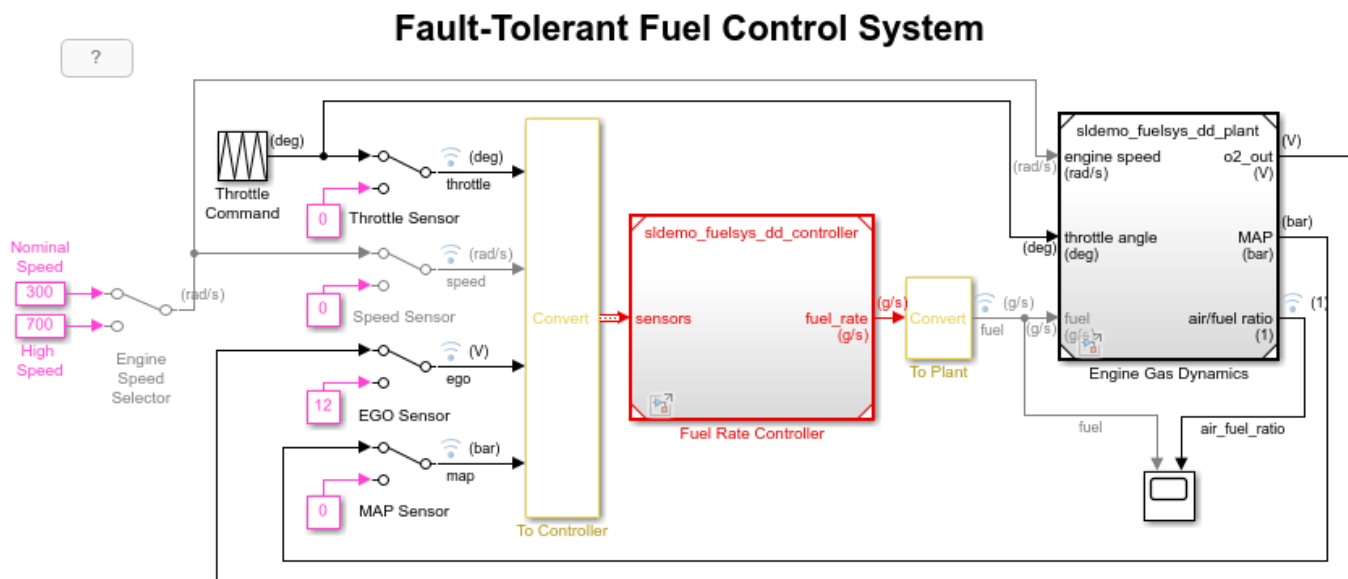 Fault-Tolerant Fuel Control System
?
(deg)
Throttle
Command
0
Throttle Sensor
(deg)
throttle
Nominal
Speed
300
700
High
Speed
(rad/s)
Engine
Speed
Selector
0
Speed Sensor
(rad/s)
speed
12
EGO Sensor
(V)
ego
0
MAP Sensor
(bar)
map
Convert
To Controller
sldemo_fuelsys_dd_controller
sensors
fuel_rate
(g/s)
Fuel Rate Controller
(g/s)
Convert
To Plant
(g/s)
fuel
(g/s)
(rad/s)
(deg)
sldemo_fuelsys_dd_plant
engine speed
(rad/s)
o2_out
(V)
throttle angle
(deg)
MAP
(bar)
fuel
(g/s)
air/fuel ratio
(1)
Engine Gas Dynamics
(V)
(bar)
(1)
fuel
air_fuel_ratio